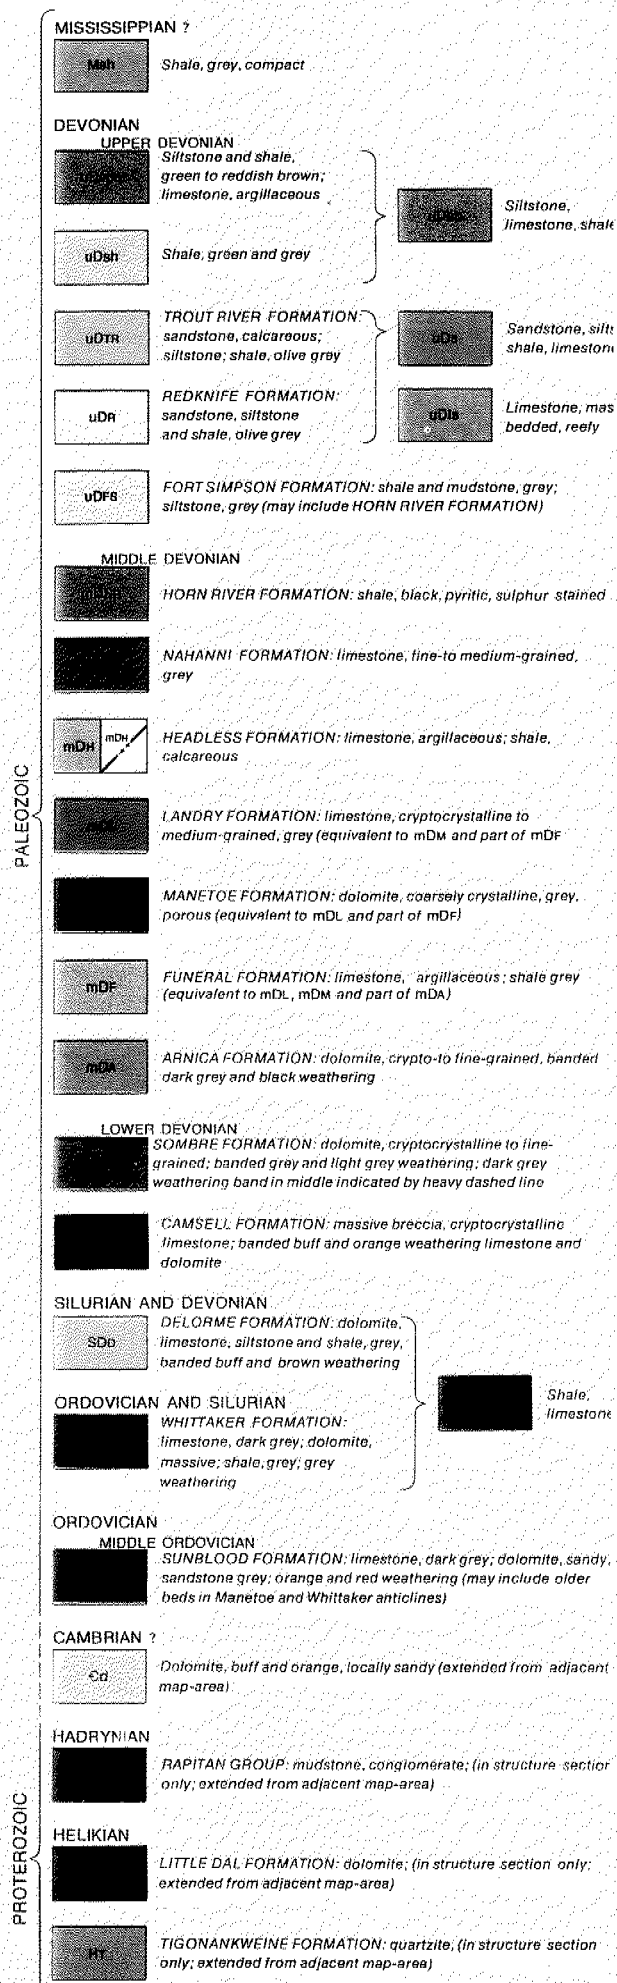 MISSISSIPPIAN ?
Msh
Shale, grey, compact
DEVONIAN
UPPER DEVONIAN
Siltstone and shale,
green to reddish brown;
limestone, argillaceous
Siltstone,
limestone, shale
uDsh
Shale, green and grey
uDTR
TROUT RIVER FORMATION:
sandstone, calcareous;
siltstone; shale, olive grey
uDs
Sandstone, silts
shale, limestone
uDR
REDKNIFE FORMATION:
sandstone, siltstone
and shale, olive grey
uDls
Limestone, mas
bedded, reefy
uDFS
FORT SIMPSON FORMATION: shale and mudstone, grey;
siltstone, grey (may include HORN RIVER FORMATION)
MIDDLE DEVONIAN
HORN RIVER FORMATION: shale, black, pyritic, sulphur stained
NAHANNI FORMATION: limestone, fine-to medium-grained,
grey
mDH mDH
HEADLESS FORMATION: limestone, argillaceous; shale,
calcareous
mDL
LANDRY FORMATION: limestone, cryptocrystalline to
medium-grained, grey (equivalent to mDM and part of mDF
MANETOE FORMATION: dolomite, coarsely crystalline, grey,
porous (equivalent to mDL and part of mDF)
mDF
FUNERAL FORMATION: limestone, argillaceous; shale grey
(equivalent to mDL, mDM and part of mDA)
mDA
ARNICA FORMATION: dolomite, crypto-to fine-grained, banded
dark grey and black weathering
LOWER DEVONIAN
SOMBRE FORMATION: dolomite, cryptocrystalline to fine-
grained; banded grey and light grey weathering; dark grey
weathering band in middle indicated by heavy dashed line
CAMSELL FORMATION: massive breccia, cryptocrystalline
limestone; banded buff and orange weathering limestone and
dolomite
SILURIAN AND DEVONIAN
SDD
DELORME FORMATION: dolomite,
limestone, siltstone and shale, grey,
banded buff and brown weathering
Shale,
limestone
ORDOVICIAN AND SILURIAN
WHITTAKER FORMATION:
limestone, dark grey; dolomite,
massive; shale, grey; grey
weathering
ORDOVICIAN
MIDDLE ORDOVICIAN
SUNBLOOD FORMATION: limestone, dark grey; dolomite, sandy,
sandstone grey; orange and red weathering (may include older
beds in Manetoe and Whittaker anticlines)
CAMBRIAN ?
Ꞓd
Dolomite, buff and orange, locally sandy (extended from adjacent
map-area)
PALEOZOIC
HADRYNIAN
RAPITAN GROUP: mudstone, conglomerate; (in structure section
only; extended from adjacent map-area)
HELIKIAN
LITTLE DAL FORMATION: dolomite; (in structure section only;
extended from adjacent map-area)
HT
TIGONANKWEINE FORMATION: quartzite, (in structure section
only; extended from adjacent map-area)
PROTEROZOIC